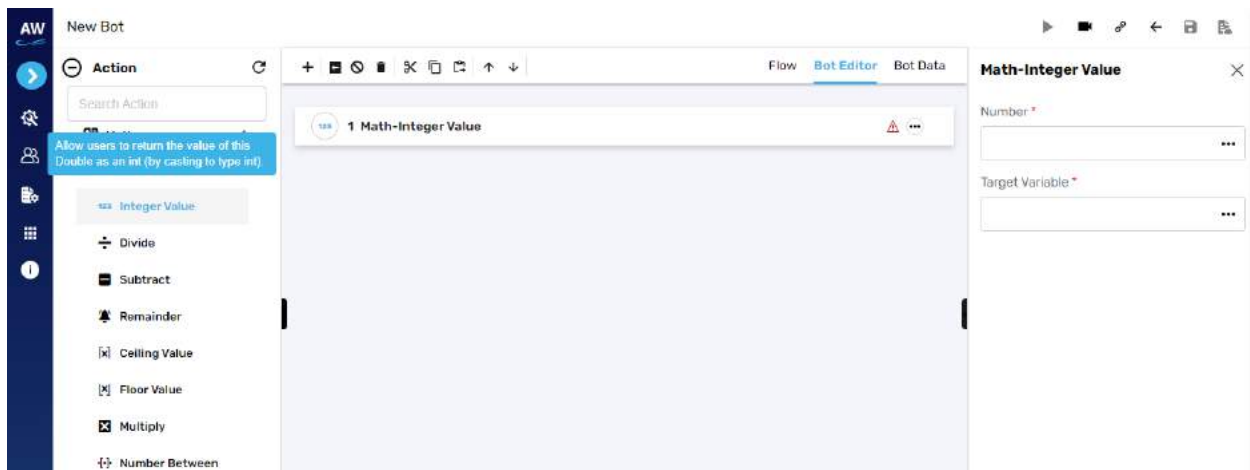 AW
New Bot
Action
Search Action
Allow users to return the value of this
Double as an int (by casting to type int)
123 Integer Value
Divide
Subtract
Remainder
[x] Ceiling Value
[x] Floor Value
Multiply
Number Between
Flow Bot Editor Bot Data
123 1 Math-Integer Value
Math-Integer Value
Number *
Target Variable *